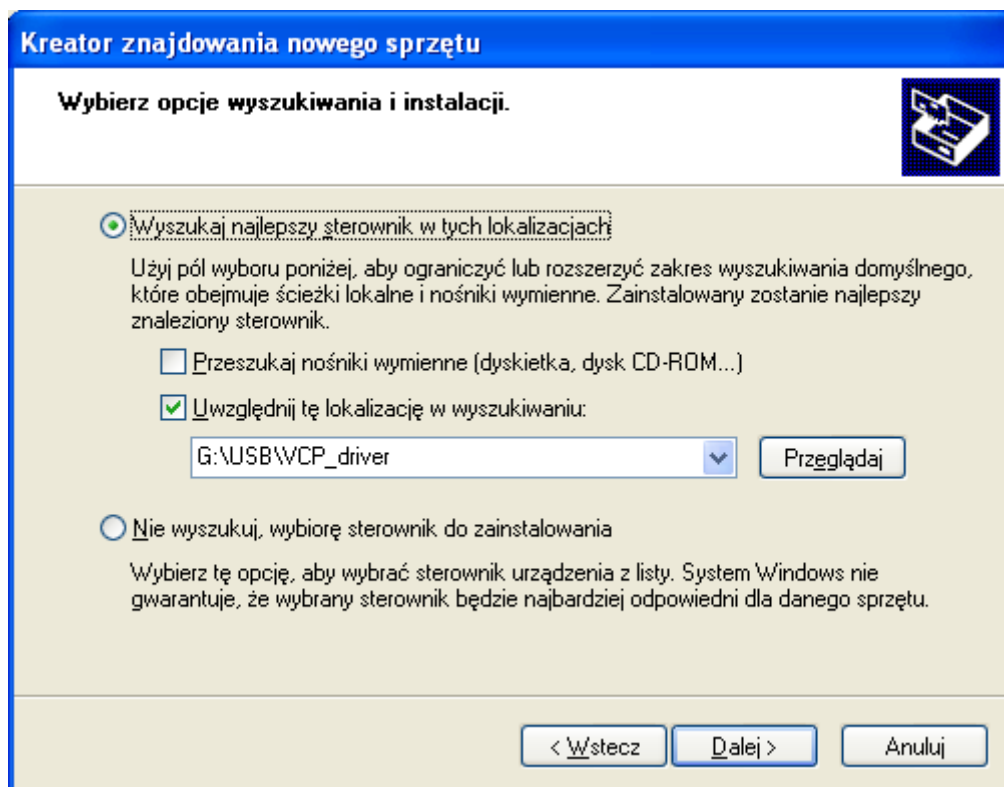 Kreator znajdowania nowego sprzętu
Wybierz opcje wyszukiwania i instalacji.
Wyszukaj najlepszy sterownik w tych lokalizacjach
Użyj pól wyboru poniżej, aby ograniczyć lub rozszerzyć zakres wyszukiwania domyślnego,
które obejmuje ścieżki lokalne i nośniki wymienne. Zainstalowany zostanie najlepszy
znaleziony sterownik.
Przeszukaj nośniki wymienne (dyskietka, dysk CD-ROM...)
Uwzględnij tę lokalizację w wyszukiwaniu:
G:\USB\VCP_driver
Przeglądaj
Nie wyszukuj, wybiorę sterownik do zainstalowania
Wybierz tę opcję, aby wybrać sterownik urządzenia z listy. System Windows nie
gwarantuje, że wybrany sterownik będzie najbardziej odpowiedni dla danego sprzętu.
< Wstecz
Dalej >
Anuluj